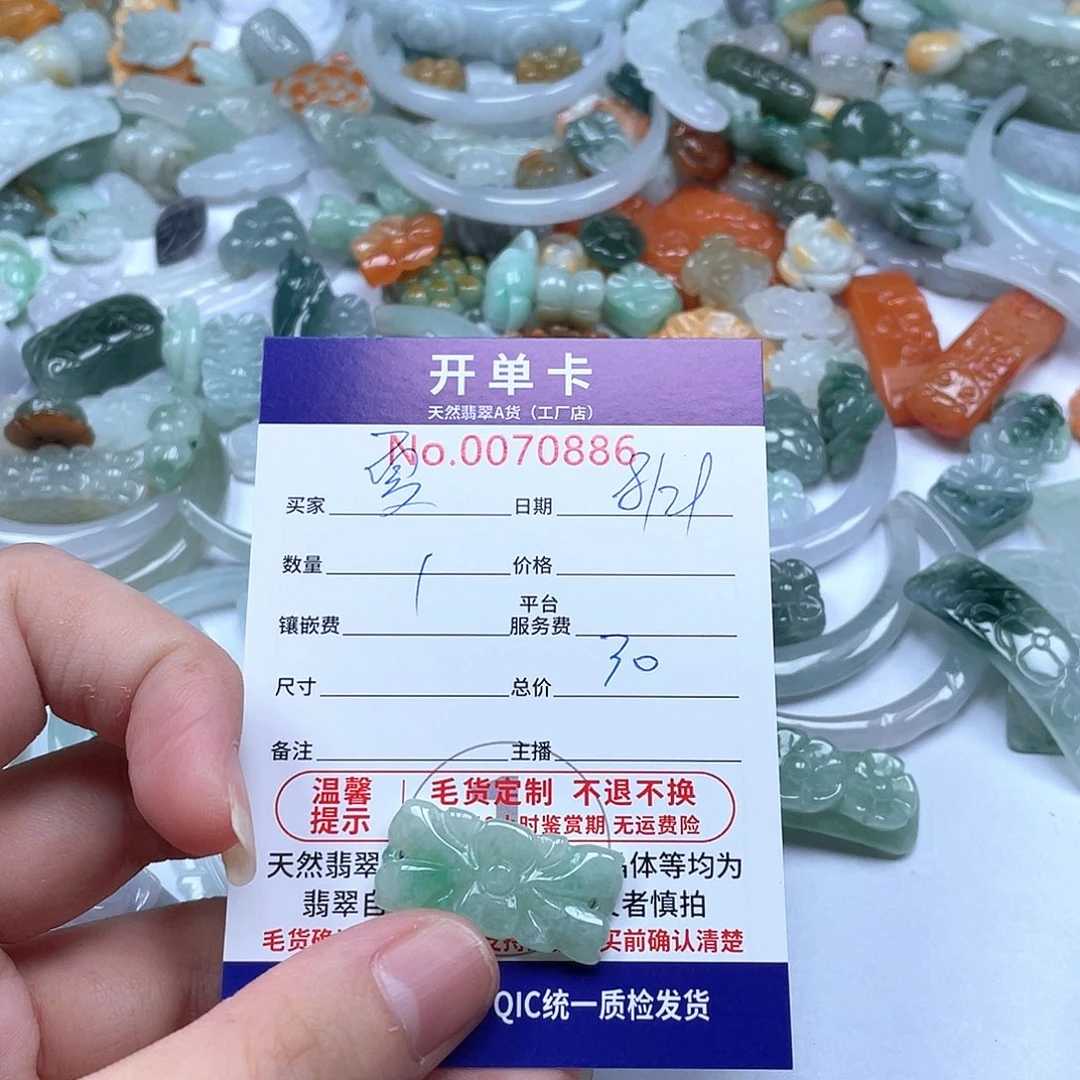 开单卡
天然翡翠A货（工厂店）
No.0070886
买家 日期 8/21
数量 1 价格
镶嵌费 平台服务费
尺寸 总价 30
备注 主播
温馨提示 毛货定制 不退不换
时鉴赏期 无运费险
天然翡翠 体等均为
翡翠自 者慎拍
毛货确 支持 买前确认清楚
QIC统一质检发货